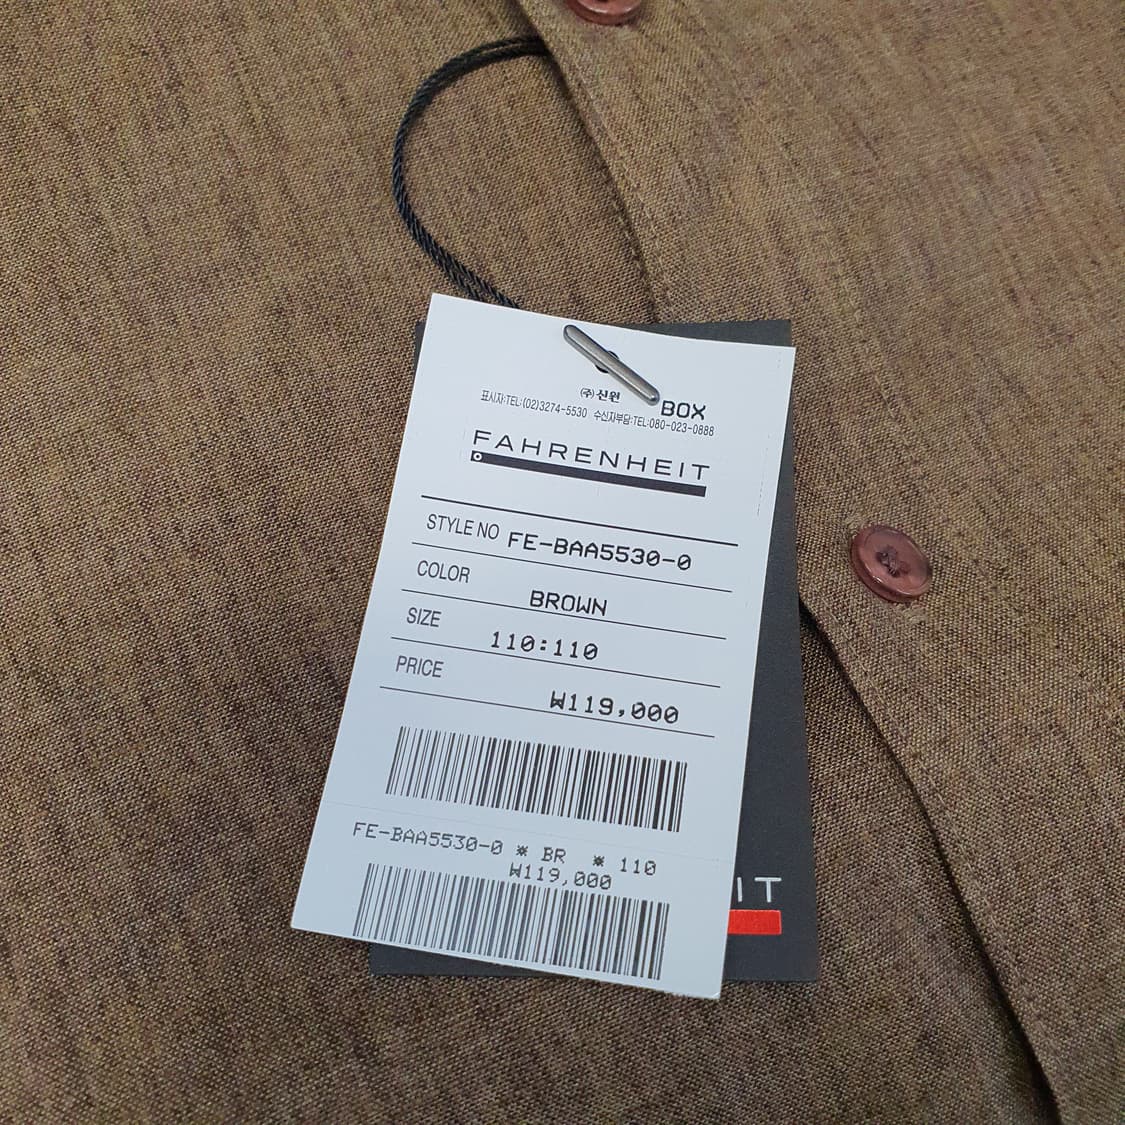 ㈜신원
BOX
표시자:TEL:(02)3274-5530 수신자부담:TEL:080-023-0888
FAHRENHEIT
STYLE NO FE-BAA5530-0
COLOR BROWN
SIZE 110:110
PRICE ₩119,000
FE-BAA5530-0 * BR * 110
₩119,000
IT